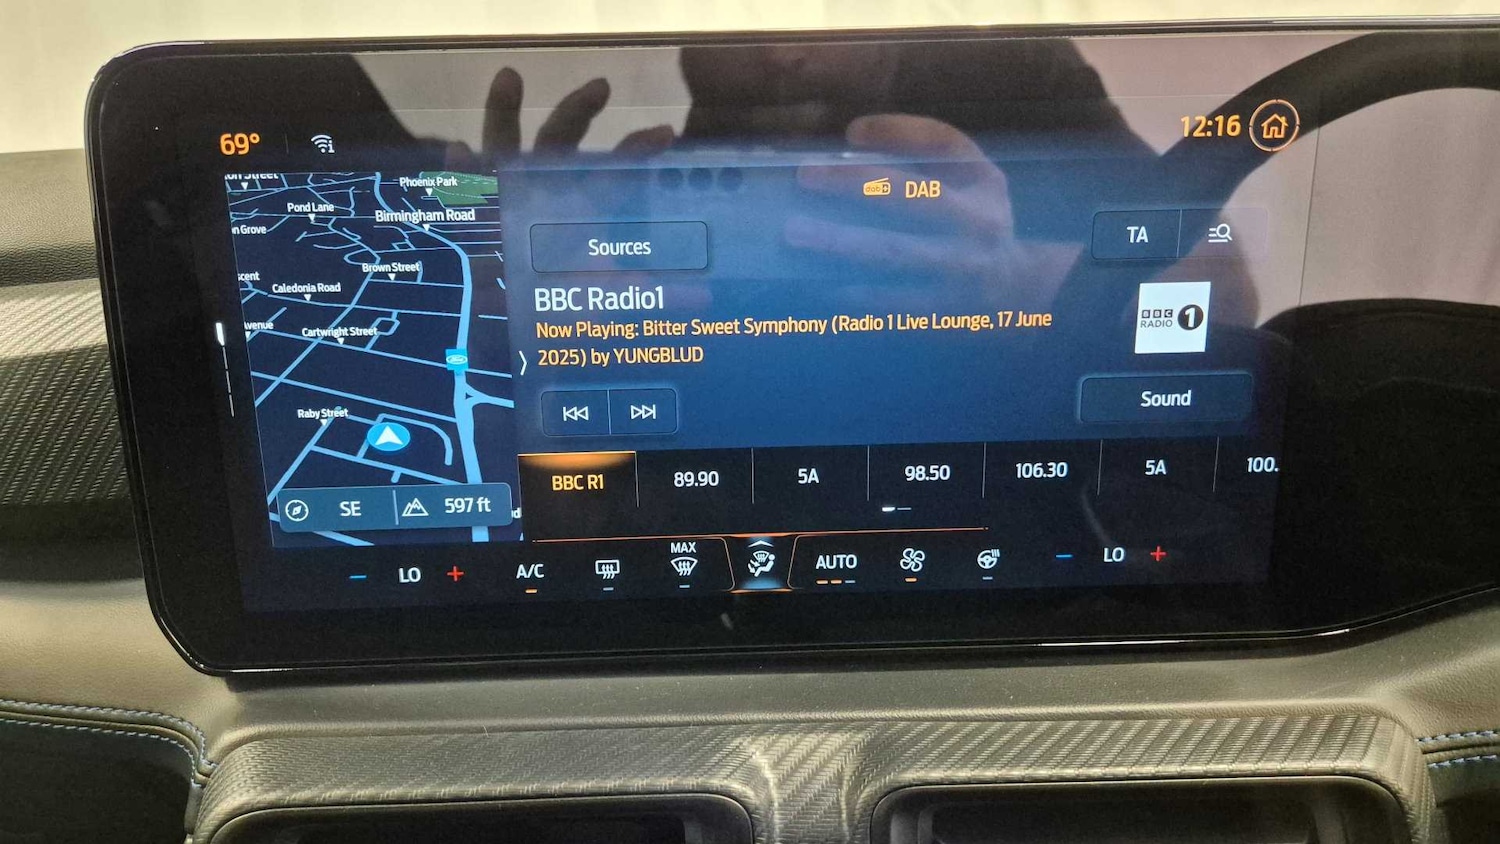 69°
12:16
DAB
Sources
TA
BBC Radio1
Now Playing: Bitter Sweet Symphony (Radio 1 Live Lounge, 17 June
2025) by YUNGBLUD
BBC
RADIO 1
Sound
BBC R1 89.90 5A 98.50 106.30 5A 100.
Street
Phoenix Park
Pond Lane
Birmingham Road
Grove
Brown Street
Caledonia Road
Cartwright Street
Ford
Raby Street
SE 597 ft
LO A/C MAX AUTO LO